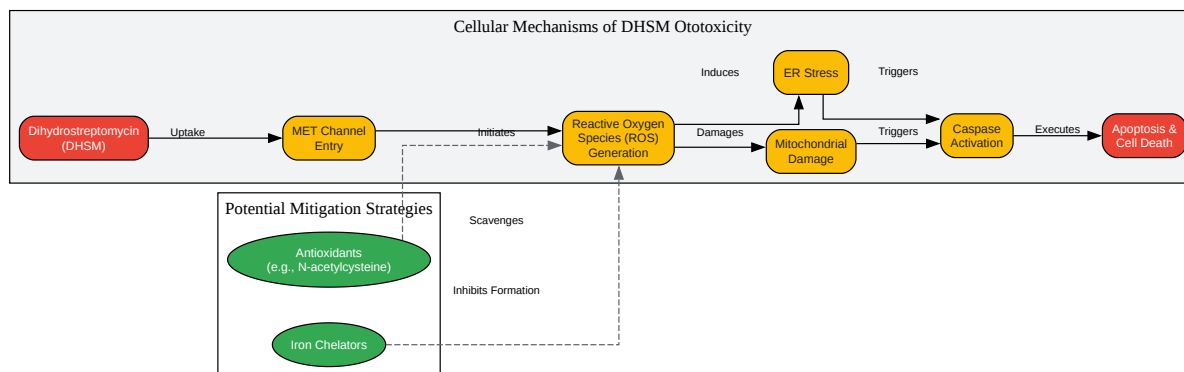 Cellular Mechanisms of DHSM Ototoxicity
Dihydrostreptomycin
(DHSM)
Uptake
MET Channel
Entry
Initiates
Reactive Oxygen
Species (ROS)
Generation
Induces
ER Stress
Triggers
Damages
Mitochondrial
Damage
Triggers
Caspase
Activation
Executes
Apoptosis &
Cell Death
Potential Mitigation Strategies
Antioxidants
(e.g., N-acetylcysteine)
Scavenges
Iron Chelators
Inhibits Formation